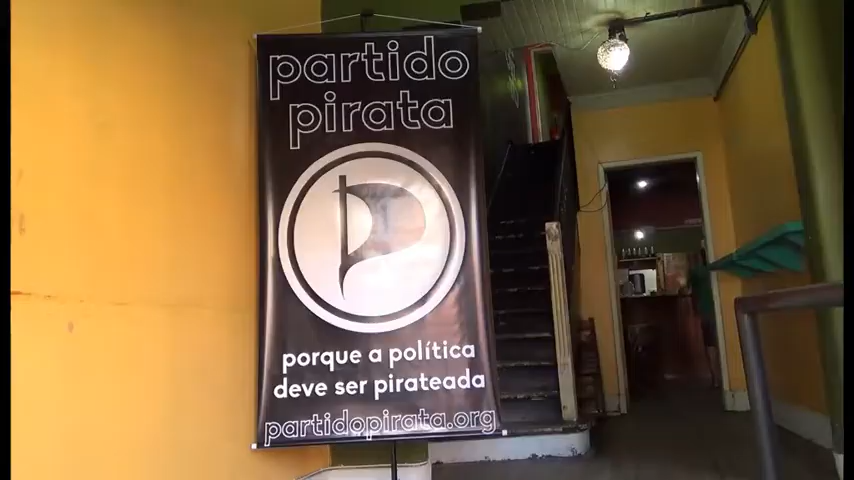 partido
pirata
porque a política
deve ser pirateada
partidopirata.org